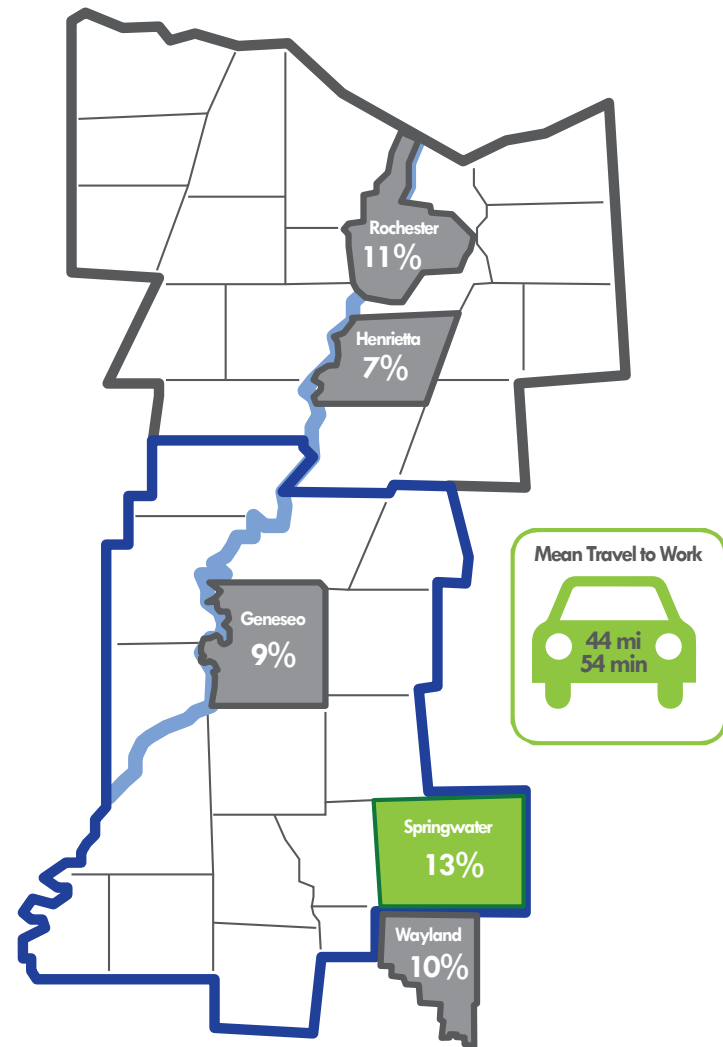 Rochester
11%
Henrietta
7%
Mean Travel to Work
44 mi
54 min
Geneseo
9%
Springwater
13%
Wayland
10%